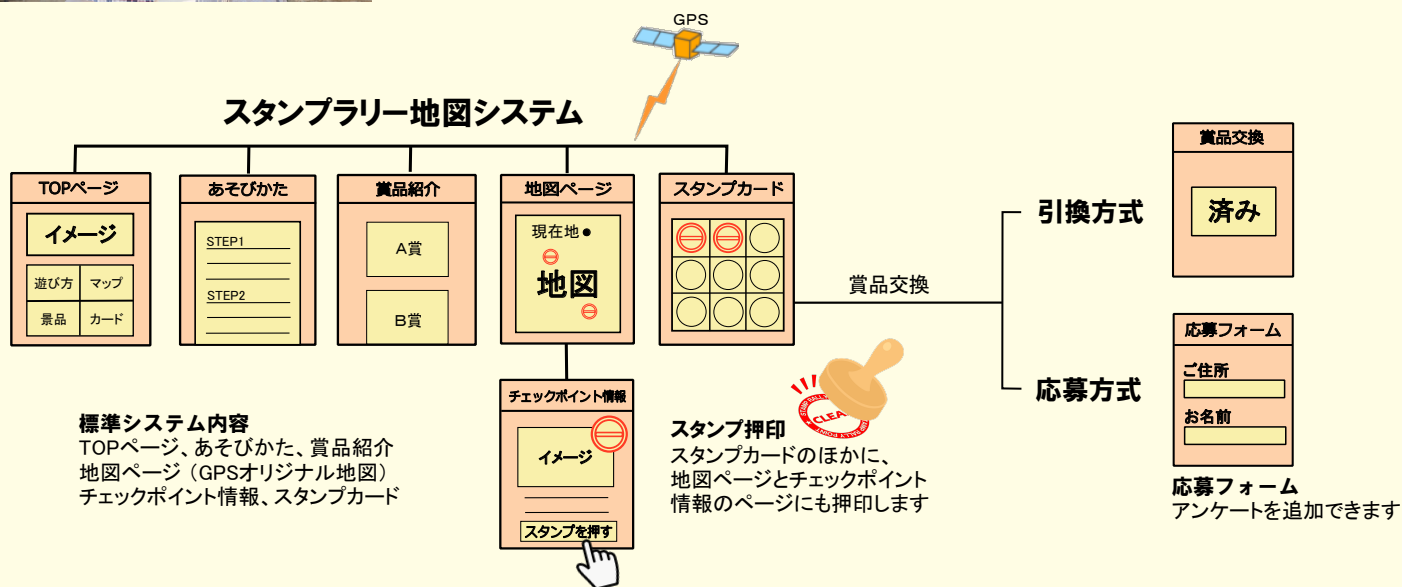 GPS
スタンプラリー地図システム
TOPページ
イメージ
遊び方
マップ
景品
カード
あそびかた
STEP1
STEP2
賞品紹介
A賞
B賞
地図ページ
現在地●
地図
スタンプカード
チェックポイント情報
イメージ
スタンプを押す
標準システム内容
TOPページ、あそびかた、賞品紹介
地図ページ（GPSオリジナル地図）
チェックポイント情報、スタンプカード
スタンプ押印
スタンプカードのほかに、
地図ページとチェックポイント
情報のページにも押印します
賞品交換
引換方式
応募方式
賞品交換
済み
応募フォーム
ご住所
お名前
応募フォーム
アンケートを追加できます